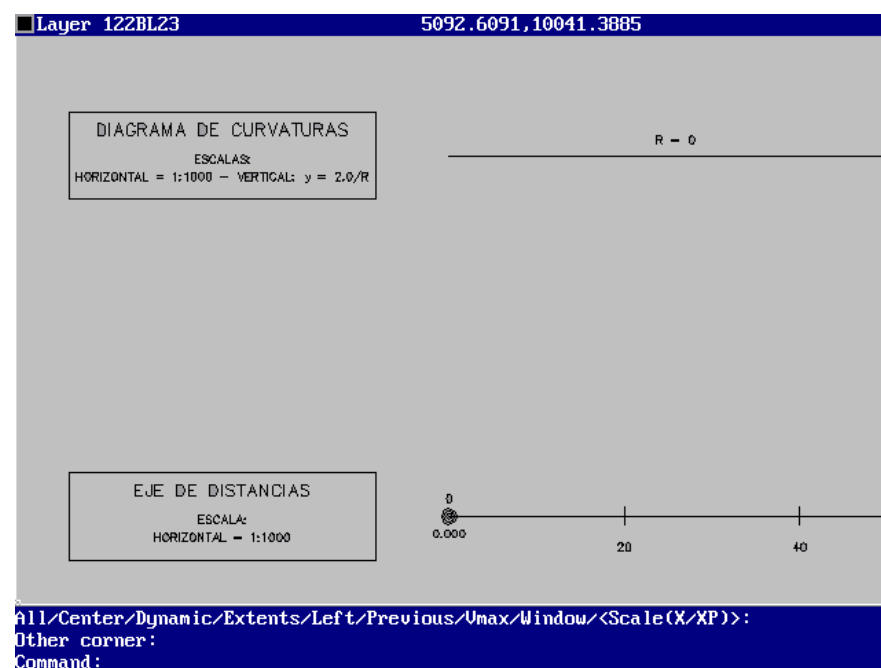 Layer 122BL23 5092.6091,10041.3885
DIAGRAMA DE CURVATURAS
ESCALAS:
HORIZONTAL = 1:1000 - VERTICAL: y = 2.0/R
R - 0
EJE DE DISTANCIAS
ESCALA:
HORIZONTAL - 1:1000
0
0.000
20
40
All/Center/Dynamic/Extents/Left/Previous/Vmax/Window/<Scale(X/XP)>:
Other corner:
Command: